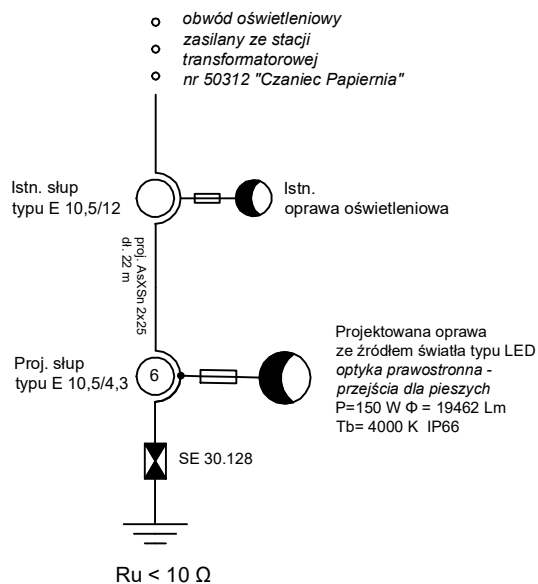 obwód oświetleniowy
zasilany ze stacji
transformatorowej
nr 50312 "Czaniec Papiernia"
Istn. słup
typu E 10,5/12
Istn.
oprawa oświetleniowa
proj. AsXSn 2x25
dł. 22 m
Proj. słup
typu E 10,5/4,3
6
Projektowana oprawa
ze źródłem światła typu LED
optyka prawostronna -
przejścia dla pieszych
P=150 W Φ = 19462 Lm
Tb= 4000 K IP66
SE 30.128
Ru < 10 Ω